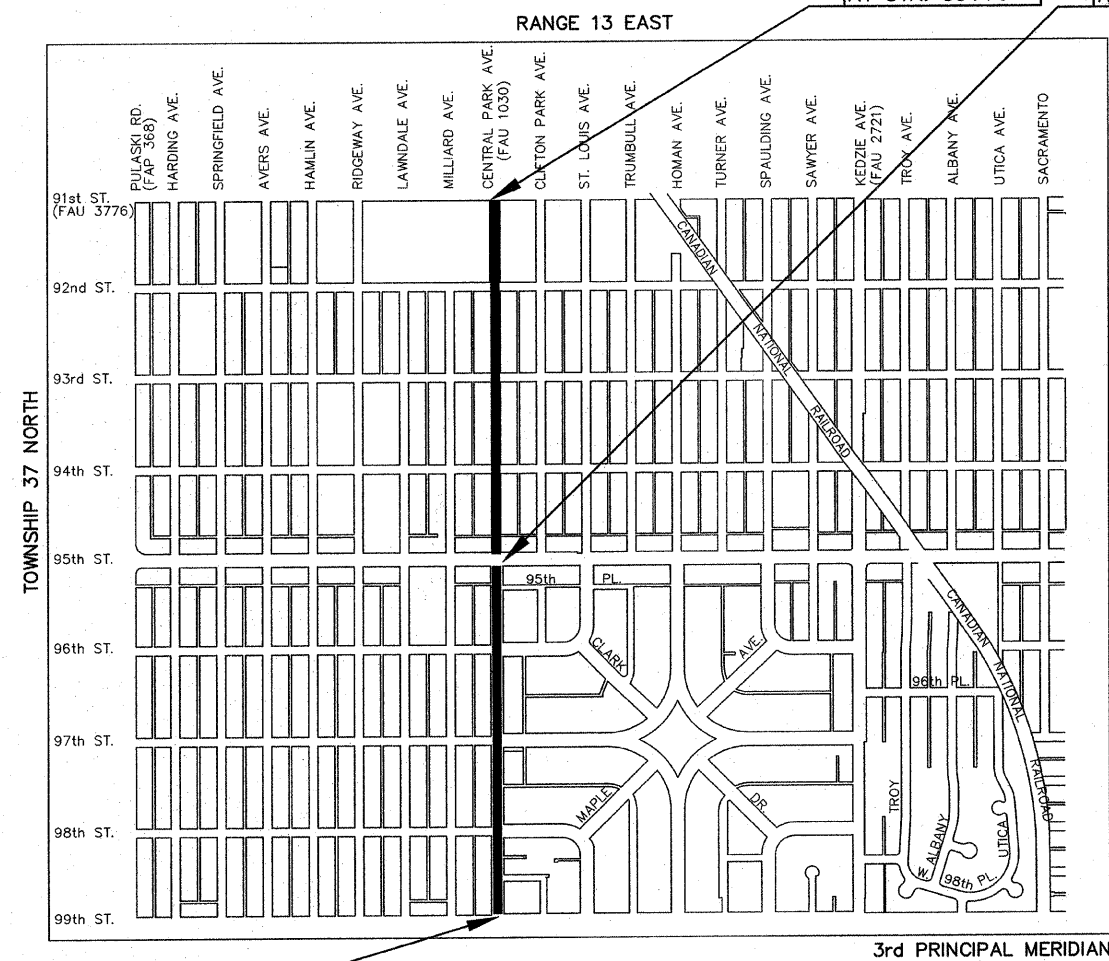 RANGE 13 EAST
TOWNSHIP 37 NORTH
PULASKI RD.
(FAP 368)
HARDING AVE.
SPRINGFIELD AVE.
AVERS AVE.
HAMLIN AVE.
RIDGEWAY AVE.
LAWNDALE AVE.
MILLIARD AVE.
CENTRAL PARK AVE.
(FAU 1030)
CLIFTON PARK AVE.
ST. LOUIS AVE.
TRUMBULL AVE.
HOMAN AVE.
TURNER AVE.
SPAULDING AVE.
SAWYER AVE.
KEDZIE AVE.
(FAU 2721)
TROY AVE.
ALBANY AVE.
UTICA AVE.
SACRAMENTO
91st ST.
(FAU 3776)
92nd ST.
93rd ST.
94th ST.
95th ST.
96th ST.
97th ST.
98th ST.
99th ST.
CANADIAN
NATIONAL
RAILROAD
95th PL.
CLARK
AVE.
MAPLE
DR
CANADIAN
NATIONAL
RAILROAD
96th PL.
TROY
W. ALBANY
UTICA
98th PL.
3rd PRINCIPAL MERIDIAN